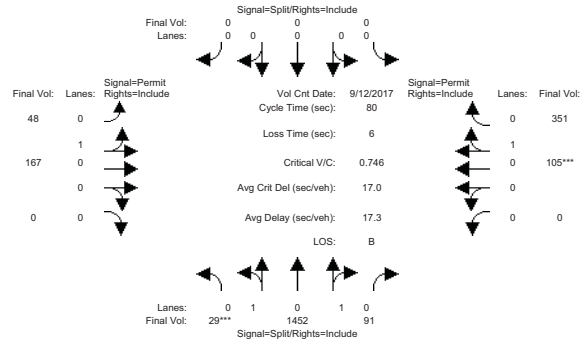 Signal=Split/Rights=Include
Final Vol: 0 0 0
Lanes: 0 0 0 0 0
Signal=Permit Signal=Permit
Final Vol: Lanes: Rights=Include Vol Cnt Date: 9/12/2017 Rights=Include Lanes: Final Vol:
Cycle Time (sec): 80
48 0 0 351
Loss Time (sec): 6
1 1
167 0 Critical V/C: 0.746 0 105***
0 Avg Crit Del (sec/veh): 17.0 0
0 0 Avg Delay (sec/veh): 17.3 0 0
LOS: B
Lanes: 0 1 0 1 0
Final Vol: 29*** 1452 91
Signal=Split/Rights=Include